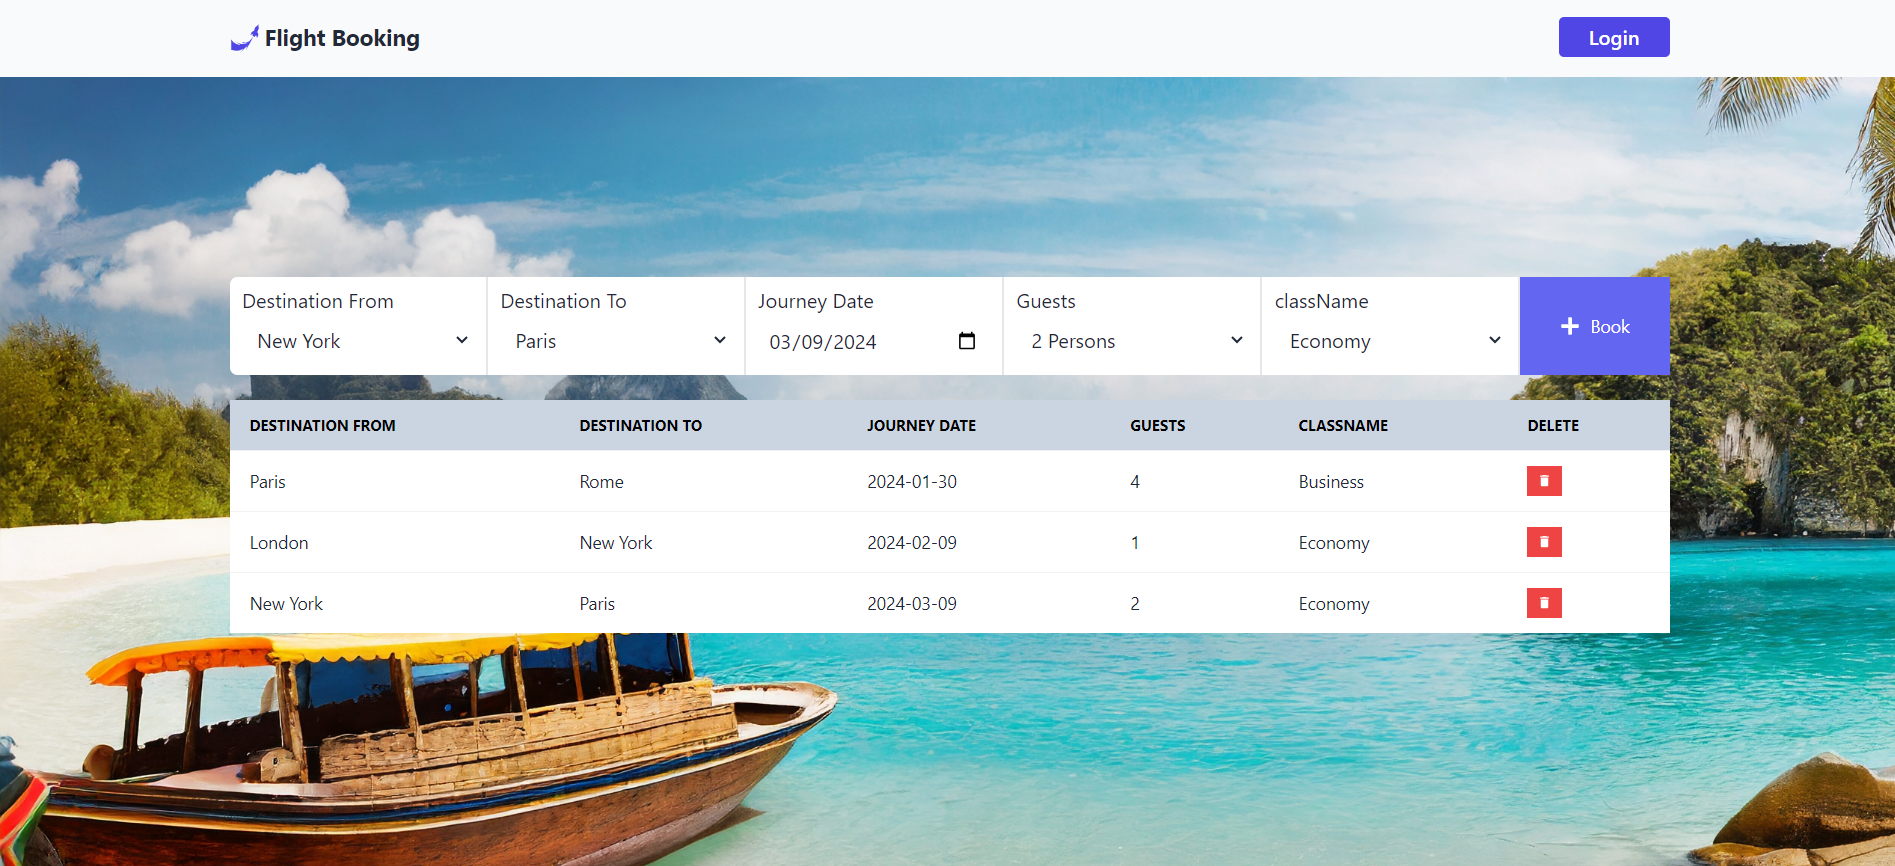 Flight Booking
Login
Destination From
Destination To
Journey Date
Guests
className
New York
Paris
03/09/2024
2 Persons
Economy
Book
DESTINATION FROM DESTINATION TO JOURNEY DATE GUESTS CLASSNAME DELETE
Paris Rome 2024-01-30 4 Business
London New York 2024-02-09 1 Economy
New York Paris 2024-03-09 2 Economy